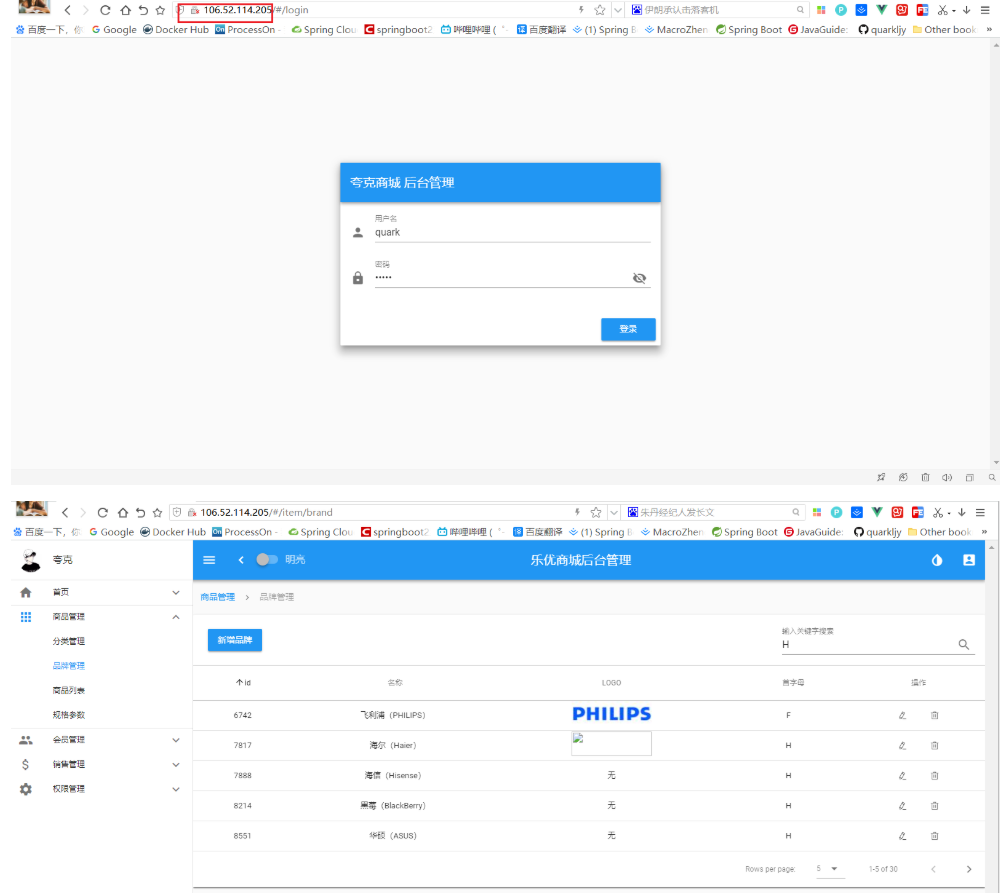 106.52.114.205/#/login
伊朗承认击落客机
百度一下，你 Google Docker Hub ProcessOn - Spring Clou springboot2 哔哩哔哩 ( ゜- 百度翻译 (1) Spring B MacroZhen Spring Boot JavaGuide: quarkljy Other book »
夸克商城 后台管理
用户名
quark
密码
•••••
登录
106.52.114.205/#/item/brand
朱丹经纪人发长文
百度一下，你 Google Docker Hub ProcessOn - Spring Clou springboot2 哔哩哔哩 ( ゜- 百度翻译 (1) Spring B MacroZhen Spring Boot JavaGuide: quarkljy Other book »
夸克
明亮
乐优商城后台管理
首页
商品管理
分类管理
品牌管理
商品列表
规格参数
会员管理
销售管理
权限管理
商品管理 > 品牌管理
新增品牌
输入关键字搜索
H
id 名称 LOGO 首字母 操作
6742 飞利浦（PHILIPS） PHILIPS F
7817 海尔（Haier） H
7888 海信（Hisense） 无 H
8214 黑莓（BlackBerry） 无 H
8551 华硕（ASUS） 无 H
Rows per page: 5 1-5 of 30